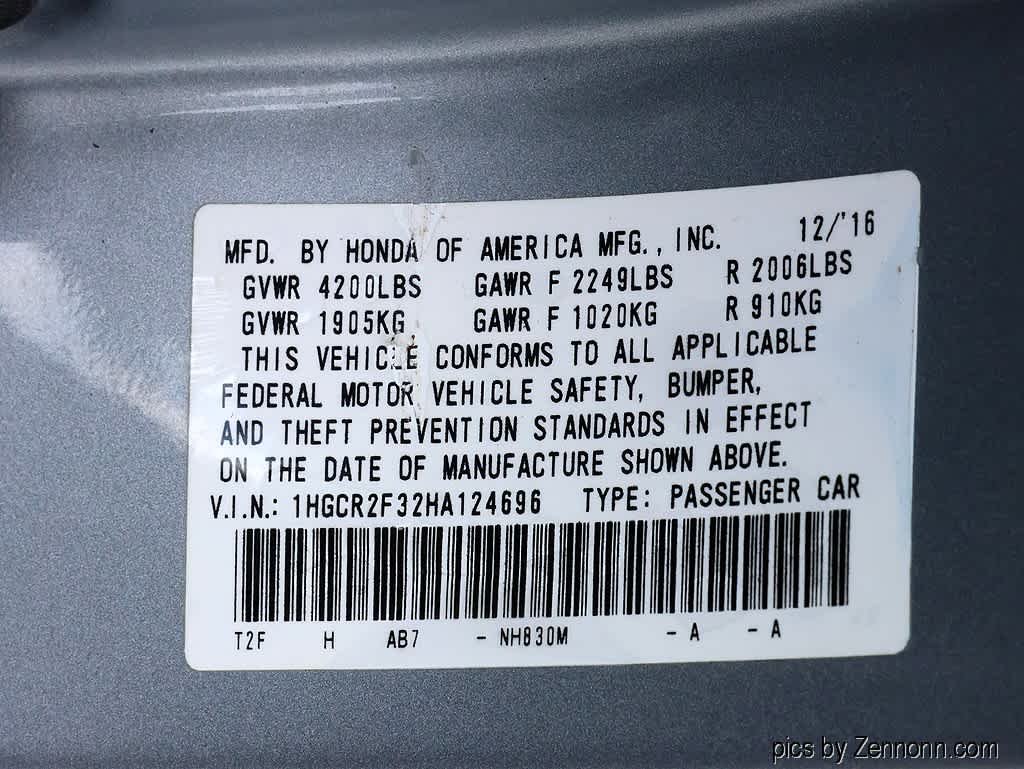 MFD. BY HONDA OF AMERICA MFG., INC. 12/'16
GVWR 4200LBS GAWR F 2249LBS R 2006LBS
GVWR 1905KG GAWR F 1020KG R 910KG
THIS VEHICLE CONFORMS TO ALL APPLICABLE
FEDERAL MOTOR VEHICLE SAFETY, BUMPER,
AND THEFT PREVENTION STANDARDS IN EFFECT
ON THE DATE OF MANUFACTURE SHOWN ABOVE.
V.I.N.: 1HGCR2F32HA124696 TYPE: PASSENGER CAR
T2F H AB7 - NH830M - A - A
pics by Zennonn.com